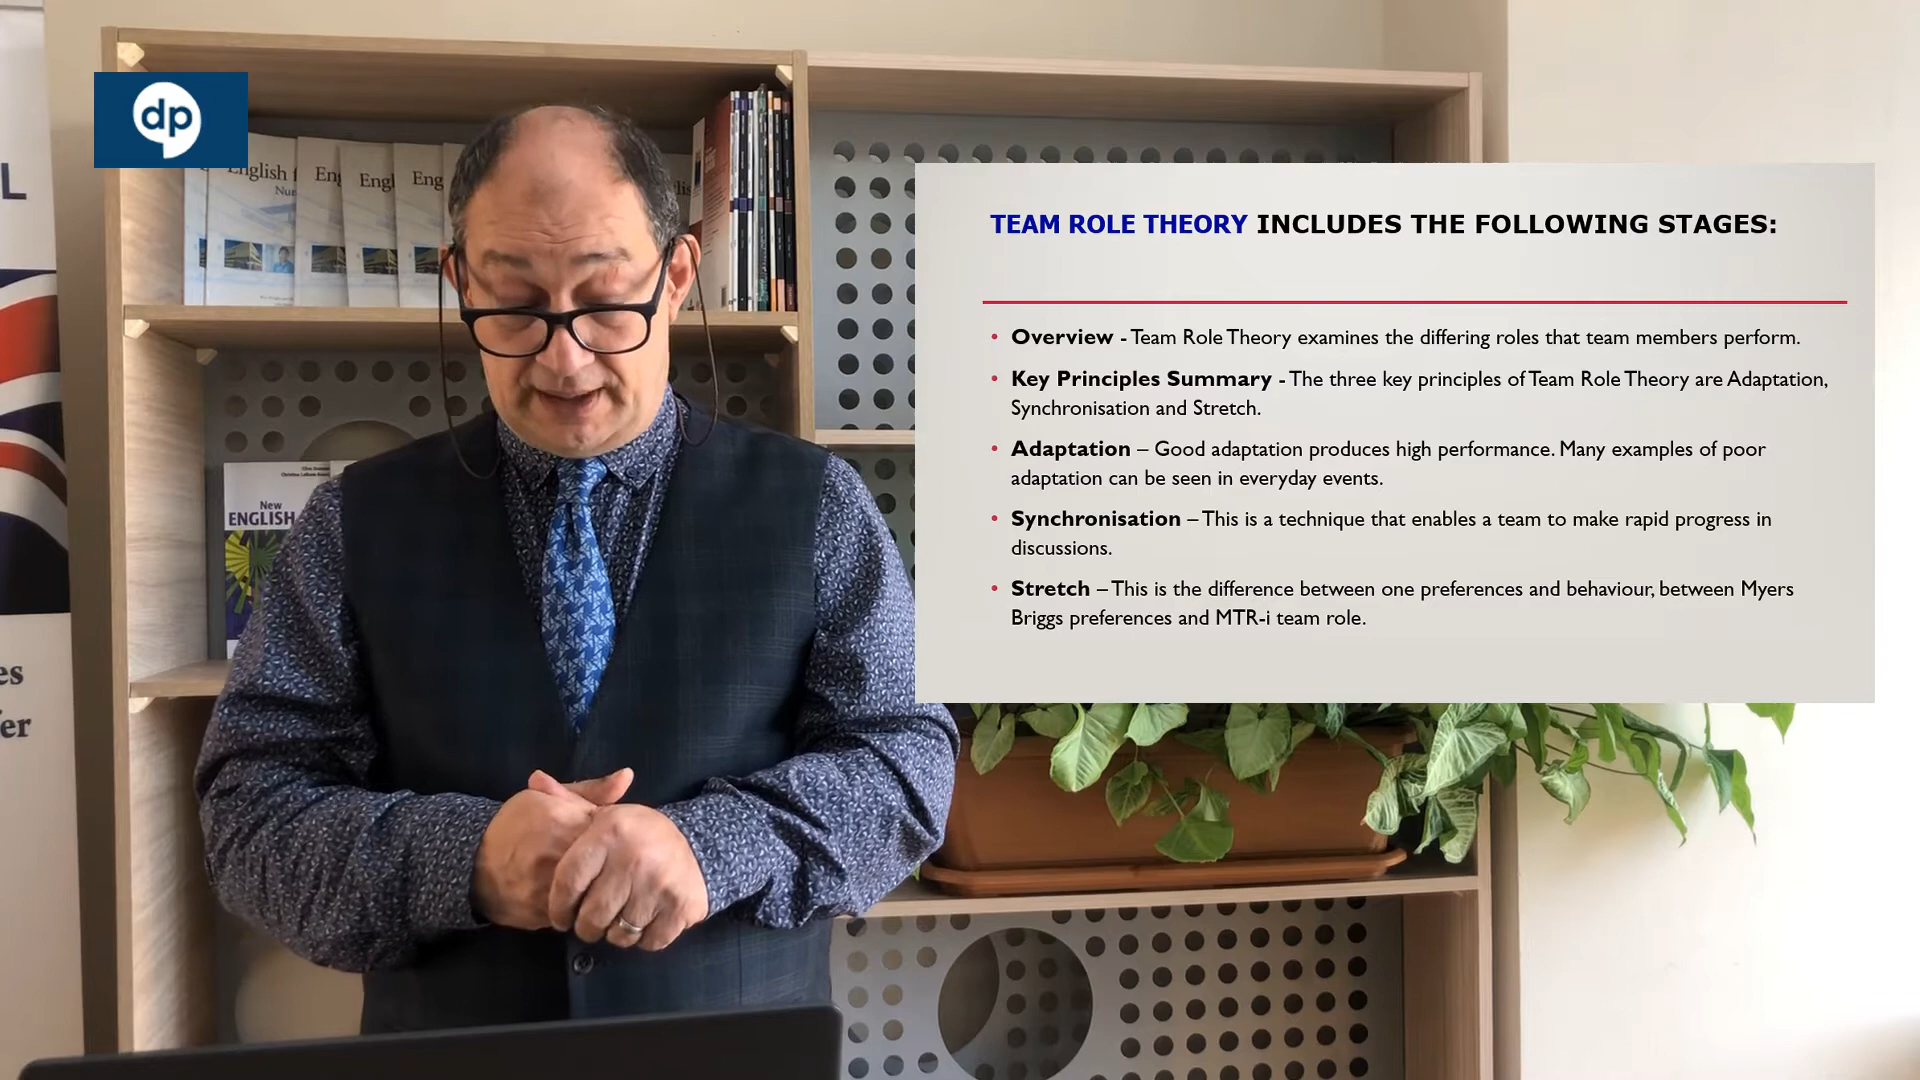 dp
L
es
fer
English f
Nur
Eng
Engl
Eng
New
ENGLISH
TEAM ROLE THEORY INCLUDES THE FOLLOWING STAGES:
• Overview - Team Role Theory examines the differing roles that team members perform.
• Key Principles Summary - The three key principles of Team Role Theory are Adaptation,
Synchronisation and Stretch.
• Adaptation – Good adaptation produces high performance. Many examples of poor
adaptation can be seen in everyday events.
• Synchronisation – This is a technique that enables a team to make rapid progress in
discussions.
• Stretch – This is the difference between one preferences and behaviour, between Myers
Briggs preferences and MTR-i team role.